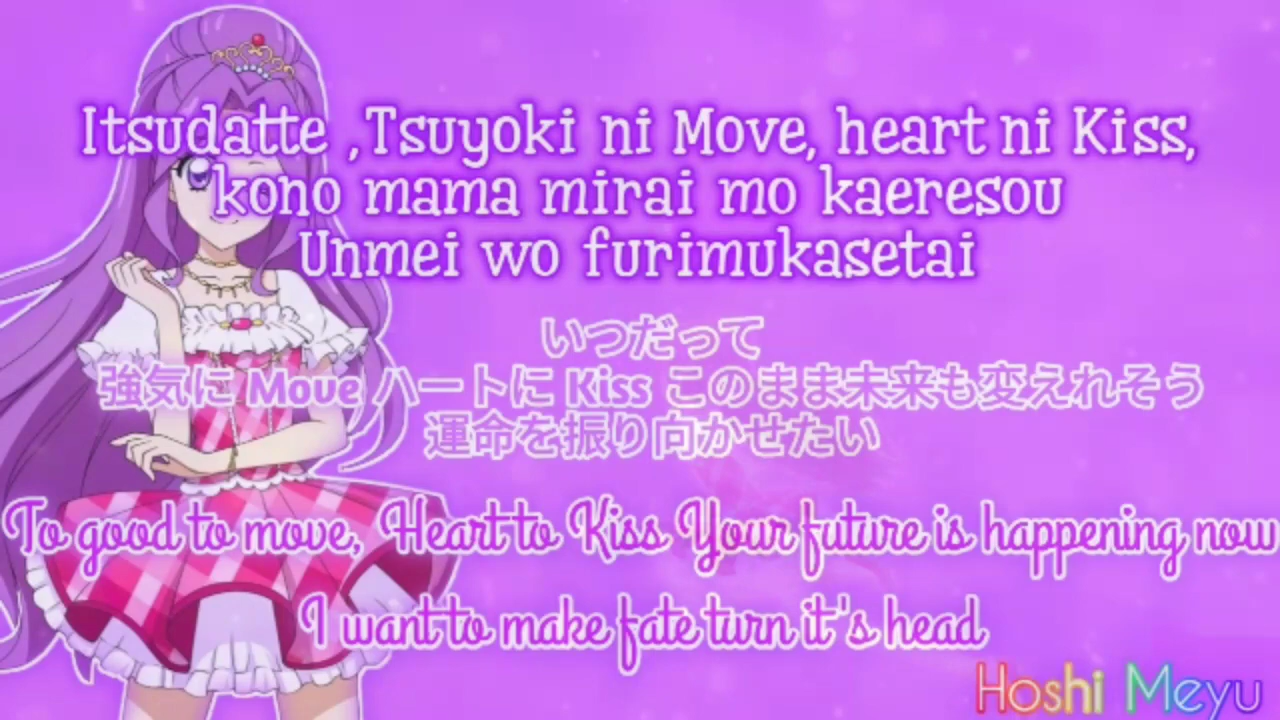 Itsudatte ,Tsuyoki ni Move, heart ni Kiss,
kono mama mirai mo kaeresou
Unmei wo furimukasetai
いつだって
強気に Move ハートに Kiss このまま未来も変えれそう
運命を振り向かせたい
To good to move, Heart to Kiss Your future is happening now
I want to make fate turn it's head
Hoshi Meyu